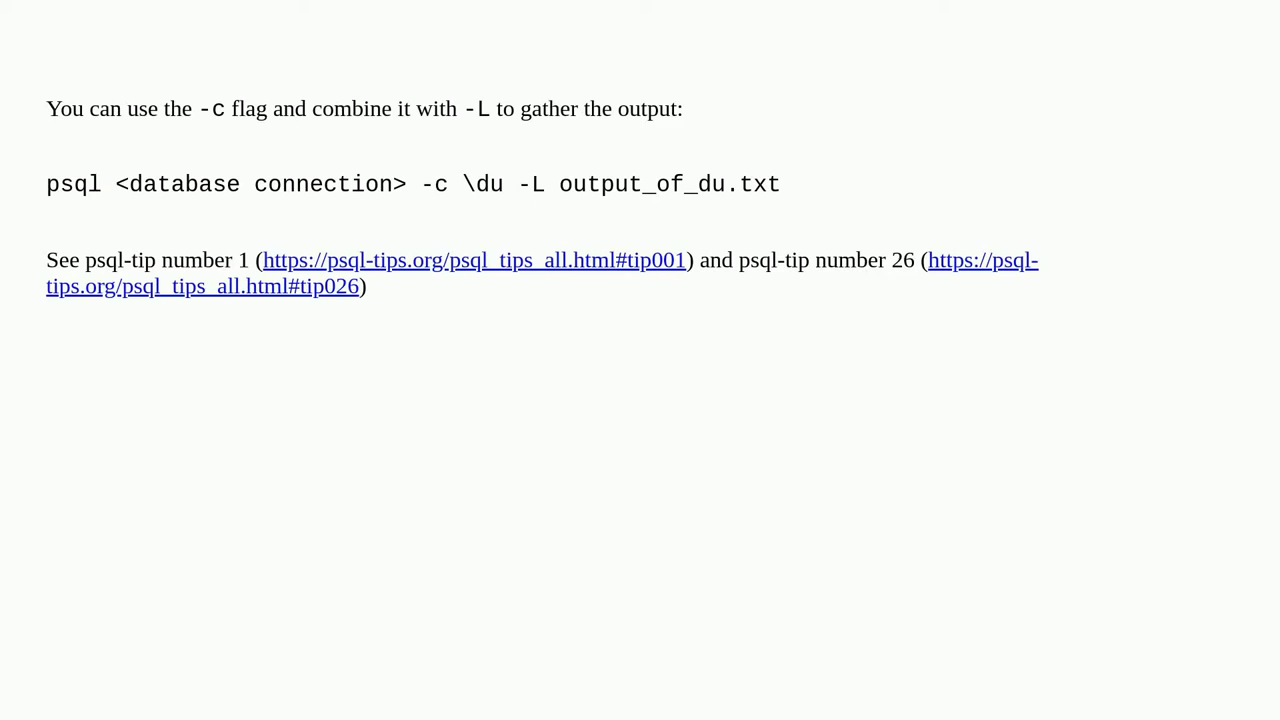 You can use the -c flag and combine it with -L to gather the output:
psql <database connection> -c \du -L output_of_du.txt
See psql-tip number 1 (https://psql-tips.org/psql_tips_all.html#tip001) and psql-tip number 26 (https://psql-
tips.org/psql_tips_all.html#tip026)